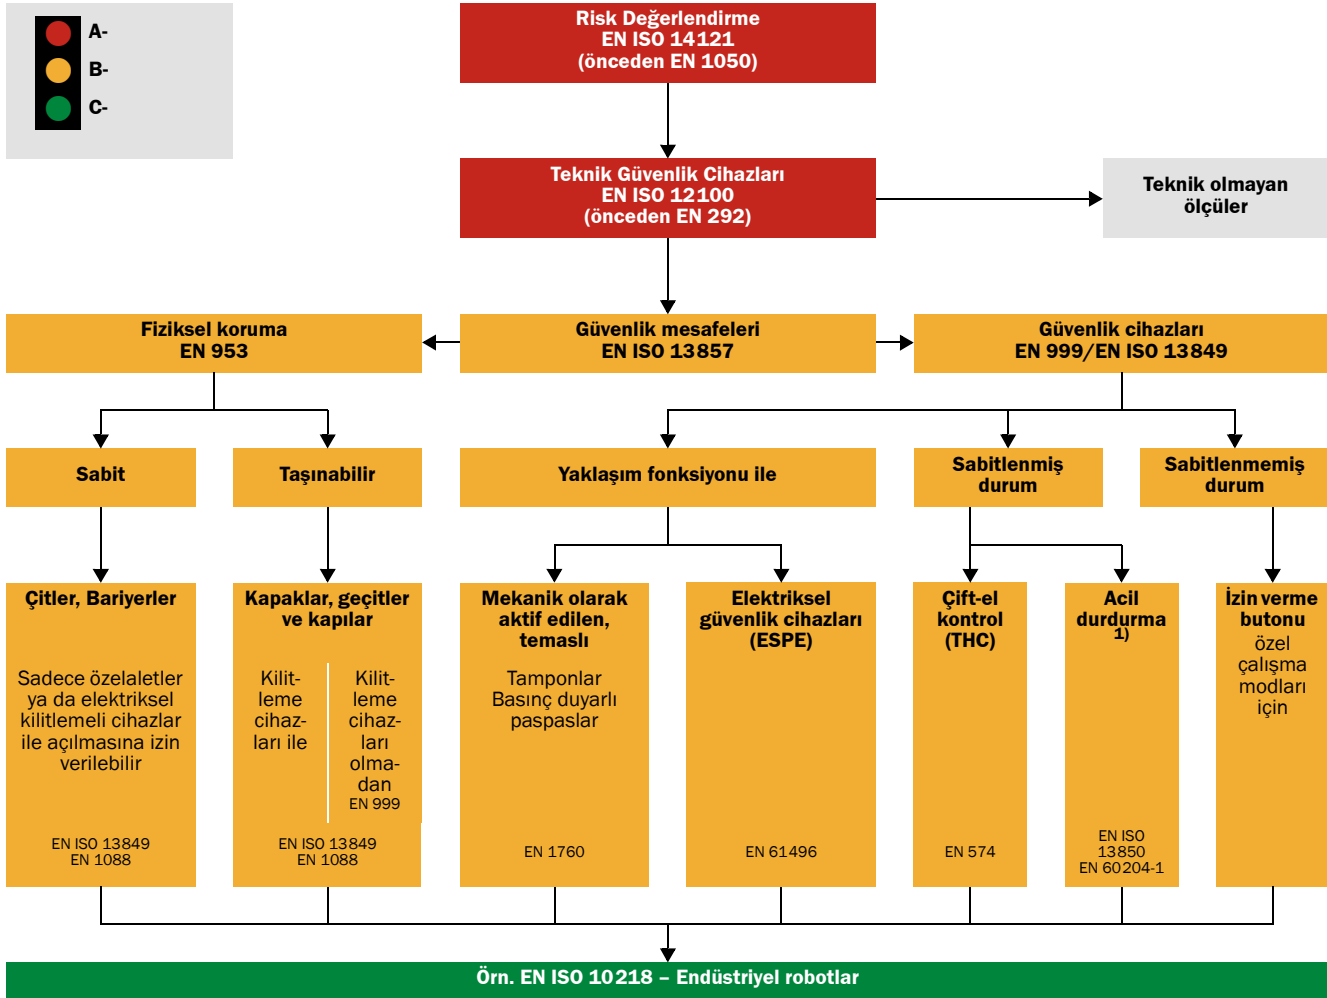 A-
B-
C-
Risk Değerlendirme
EN ISO 14121
(önceden EN 1050)
Teknik Güvenlik Cihazları
EN ISO 12100
(önceden EN 292)
Teknik olmayan
ölçüler
Fiziksel koruma
EN 953
Güvenlik mesafeleri
EN ISO 13857
Güvenlik cihazları
EN 999/EN ISO 13849
Sabit
Taşınabilir
Yaklaşım fonksiyonu ile
Sabitlenmiş
durum
Sabitlenmemiş
durum
Çitler, Bariyerler
Sadece özelaletler
ya da elektriksel
kilitlemeli cihazlar
ile açılmasına izin
verilebilir
EN ISO 13849
EN 1088
Kapaklar, geçitler
ve kapılar
Kilit-
leme
cihaz-
ları ile
Kilit-
leme
cihaz-
ları
olma-
dan
EN 999
EN ISO 13849
EN 1088
Mekanik olarak
aktif edilen,
temaslı
Tamponlar
Basınç duyarlı
paspaslar
EN 1760
Elektriksel
güvenlik cihazları
(ESPE)
EN 61496
Çift-el
kontrol
(THC)
EN 574
Acil
durdurma
1)
EN ISO
13850
EN 60204-1
İzin verme
butonu
özel
çalışma
modları
için
Örn. EN ISO 10218 – Endüstriyel robotlar